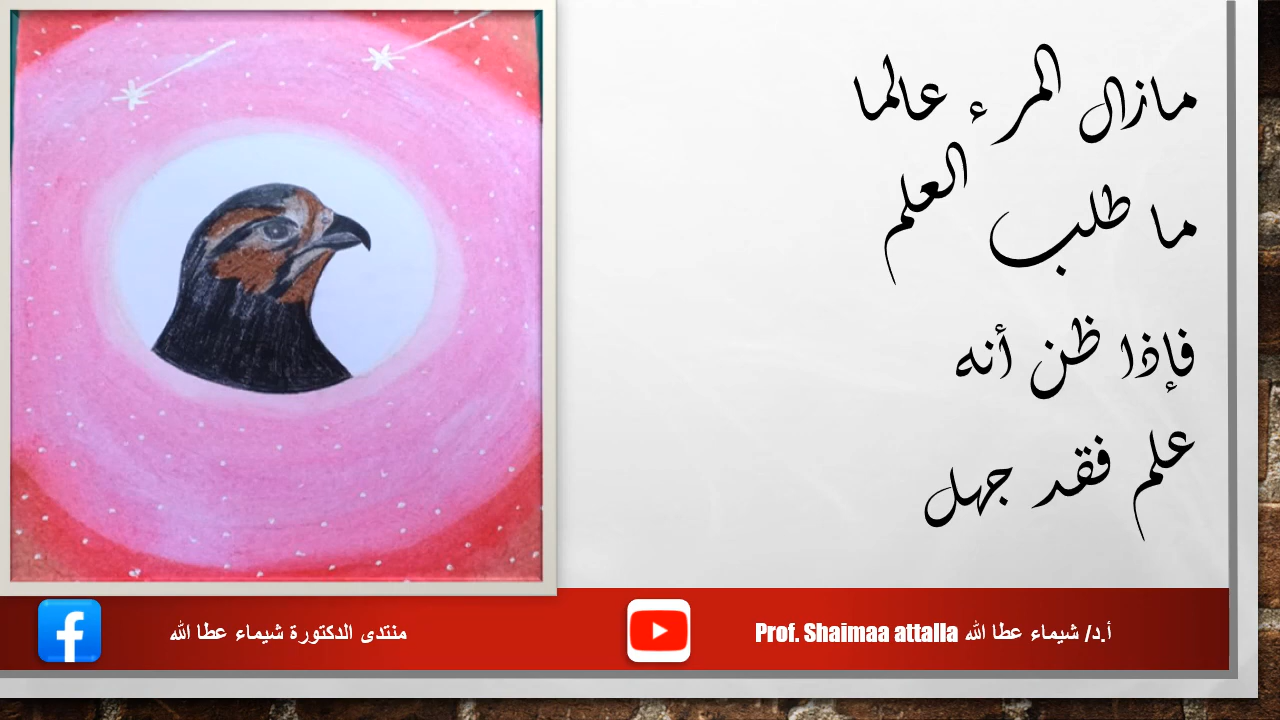 مازال المرء عالما
ما طلب العلم
فإذا ظن أنه
علم فقد جهل
منتدى الدكتورة شيماء عطا الله
أ.د/ شيماء عطا الله Prof. Shaimaa attalla